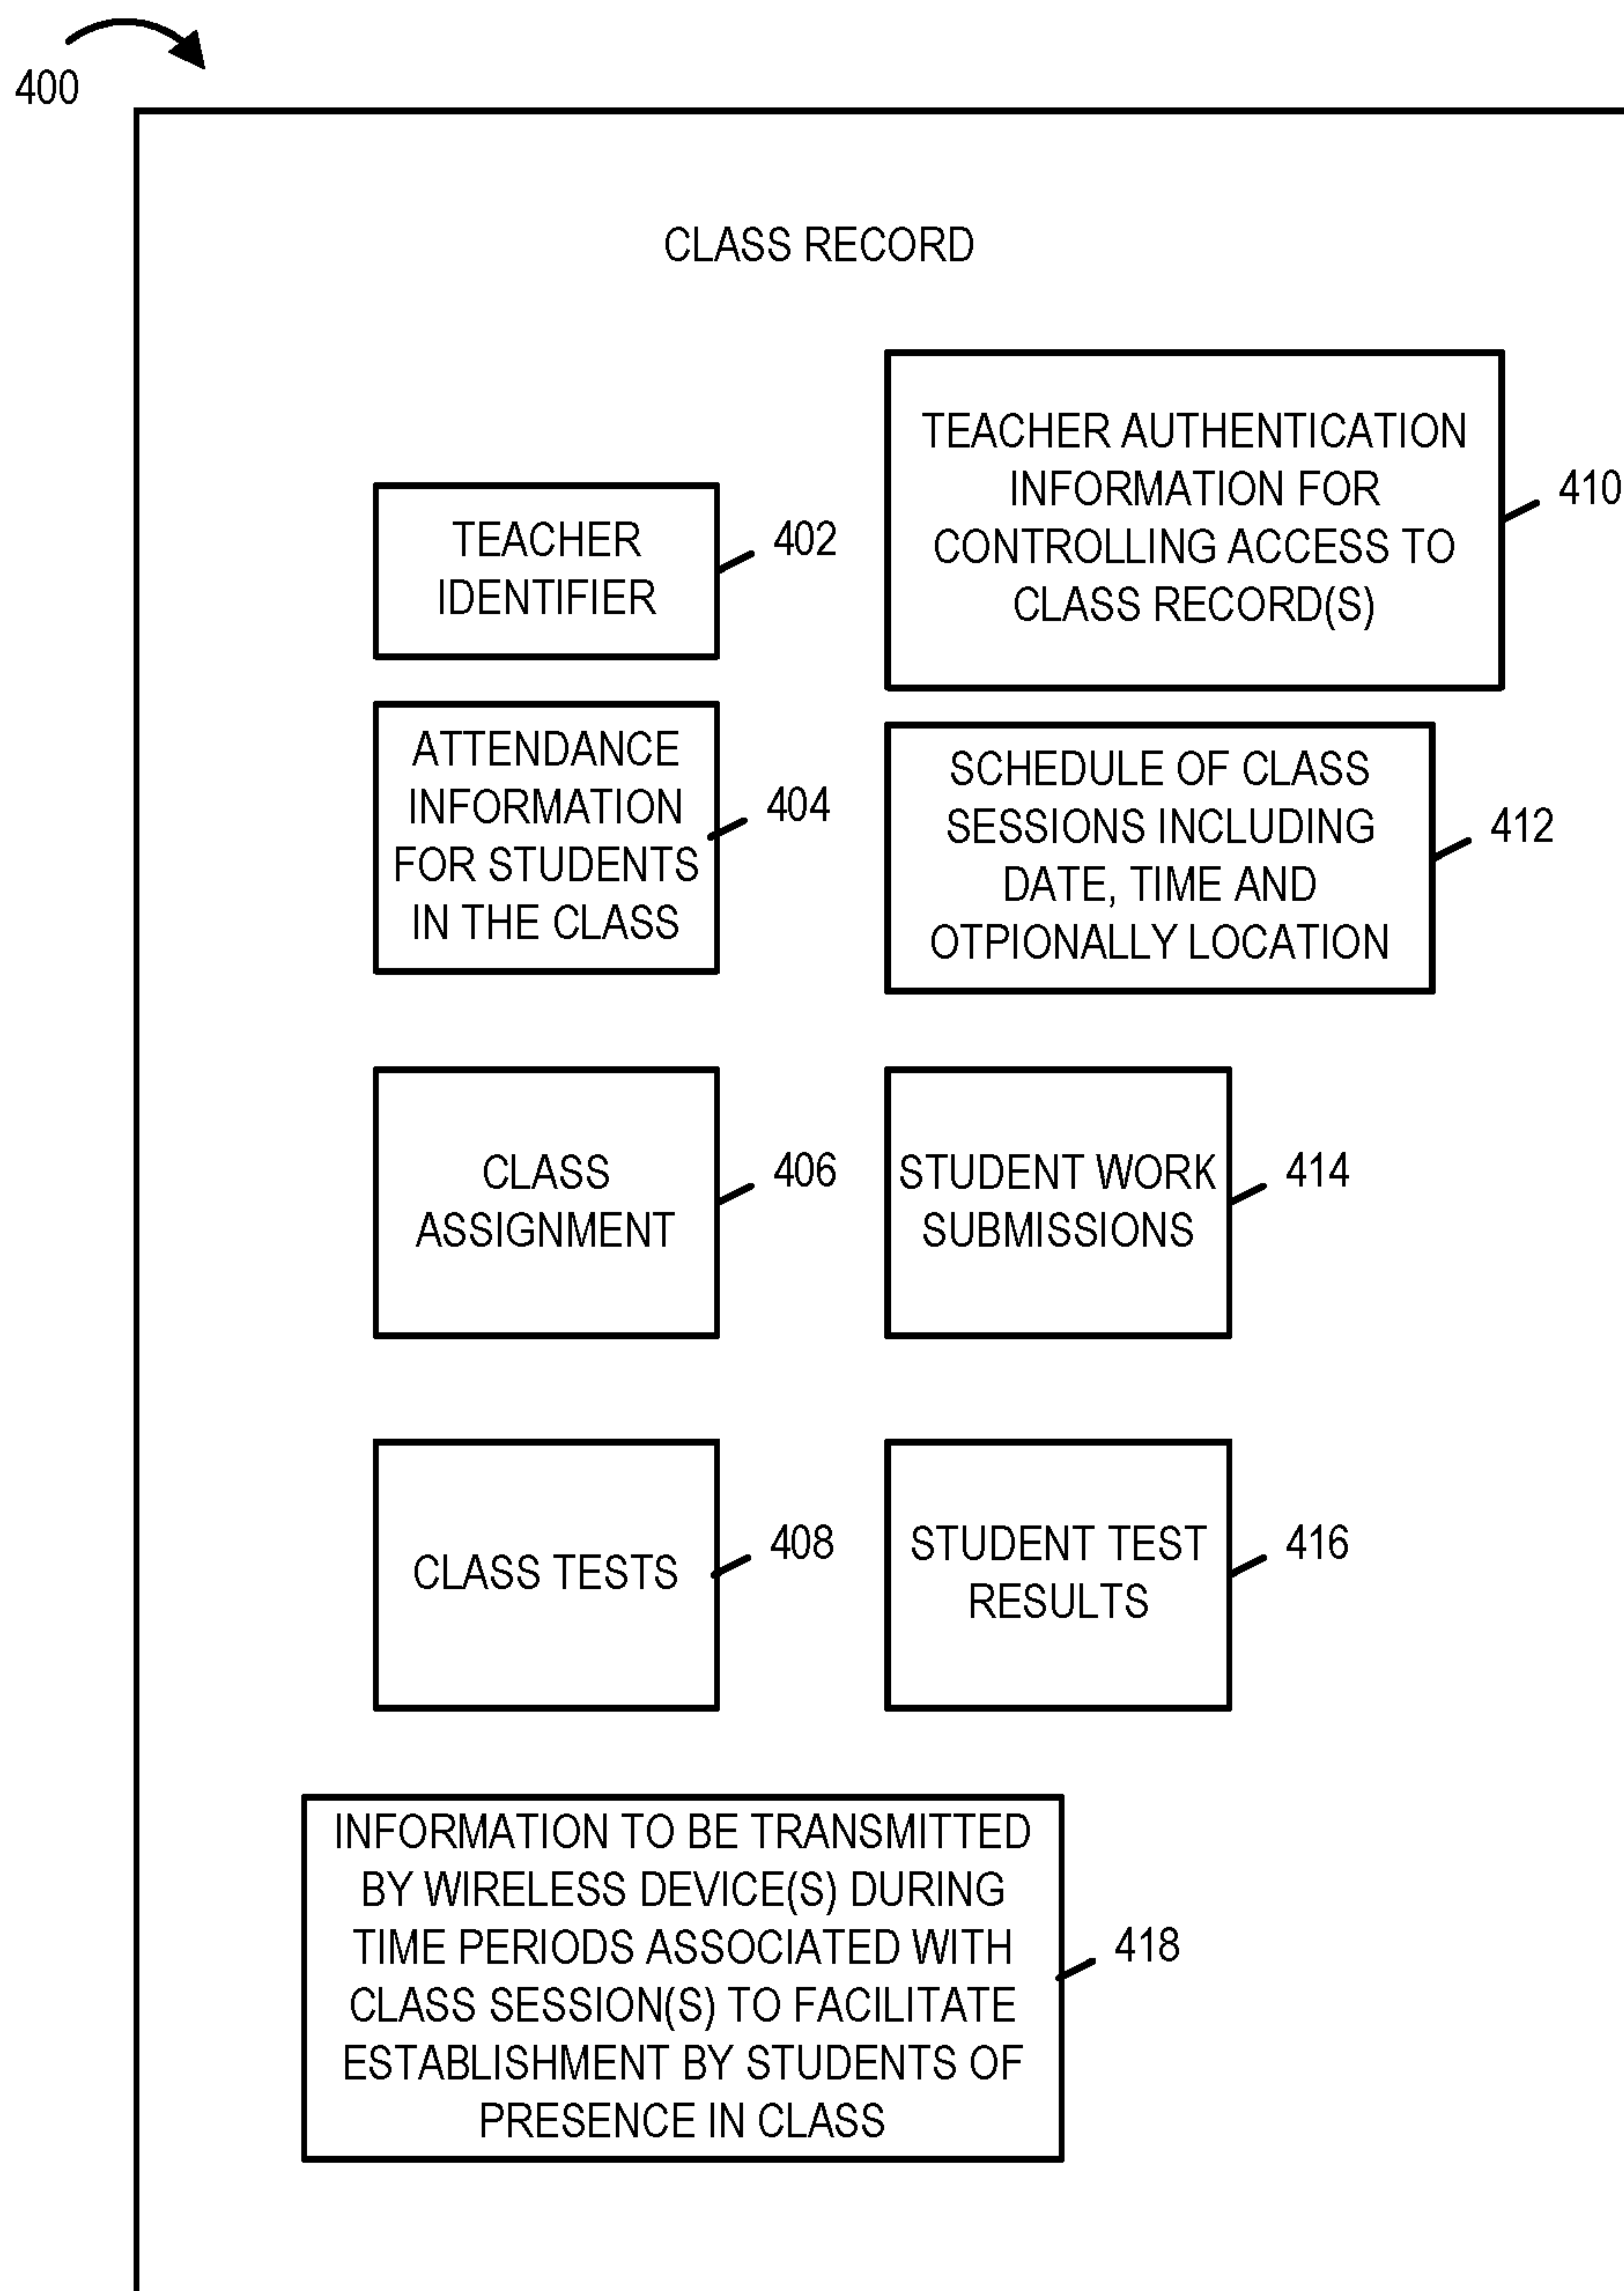 400
CLASS RECORD
TEACHER
IDENTIFIER
402
TEACHER AUTHENTICATION
INFORMATION FOR
CONTROLLING ACCESS TO
CLASS RECORD(S)
410
ATTENDANCE
INFORMATION
FOR STUDENTS
IN THE CLASS
404
SCHEDULE OF CLASS
SESSIONS INCLUDING
DATE, TIME AND
OTPIONALLY LOCATION
412
CLASS
ASSIGNMENT
406
STUDENT WORK
SUBMISSIONS
414
CLASS TESTS
408
STUDENT TEST
RESULTS
416
INFORMATION TO BE TRANSMITTED
BY WIRELESS DEVICE(S) DURING
TIME PERIODS ASSOCIATED WITH
CLASS SESSION(S) TO FACILITATE
ESTABLISHMENT BY STUDENTS OF
PRESENCE IN CLASS
418